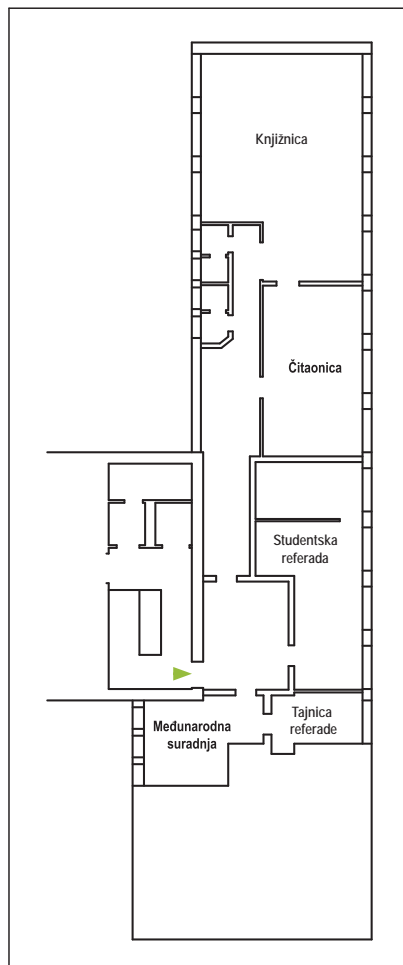 Knjižnica
Čitaonica
Studentska
referada
Međunarodna
suradnja
Tajnica
referade